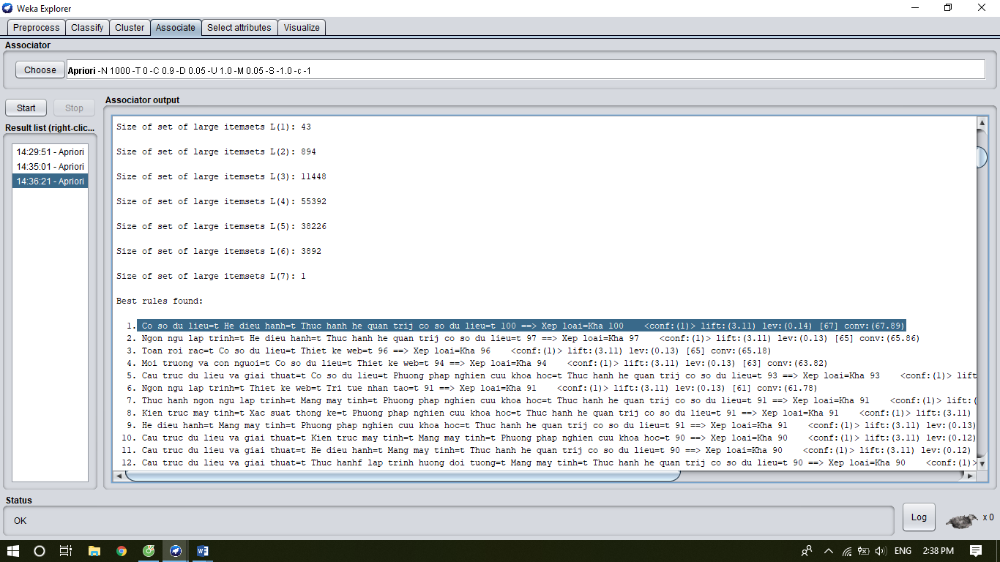 Weka Explorer
Preprocess Classify Cluster Associate Select attributes Visualize
Associator
Choose Apriori -N 1000 -T 0 -C 0.9 -D 0.05 -U 1.0 -M 0.05 -S -1.0 -c -1
Start Stop
Result list (right-clic...
14:29:51 - Apriori
14:35:01 - Apriori
14:36:21 - Apriori
Associator output
Size of set of large itemsets L(1): 43
Size of set of large itemsets L(2): 894
Size of set of large itemsets L(3): 11448
Size of set of large itemsets L(4): 55392
Size of set of large itemsets L(5): 38226
Size of set of large itemsets L(6): 3892
Size of set of large itemsets L(7): 1
Best rules found:
1. Co so du lieu=t He dieu hanh=t Thuc hanh he quan trij co so du lieu=t 100 ==> Xep loai=Kha 100 <conf:(1)> lift:(3.11) lev:(0.14) [67] conv:(67.89)
2. Ngon ngu lap trinh=t He dieu hanh=t Thuc hanh he quan trij co so du lieu=t 97 ==> Xep loai=Kha 97 <conf:(1)> lift:(3.11) lev:(0.13) [65] conv:(65.86)
3. Toan roi rac=t Co so du lieu=t Thiet ke web=t 96 ==> Xep loai=Kha 96 <conf:(1)> lift:(3.11) lev:(0.13) [65] conv:(65.18)
4. Moi truong va con nguoi=t Co so du lieu=t Thiet ke web=t 94 ==> Xep loai=Kha 94 <conf:(1)> lift:(3.11) lev:(0.13) [63] conv:(63.82)
5. Cau truc du lieu va giai thuat=t Co so du lieu=t Phuong phap nghien cuu khoa hoc=t Thuc hanh he quan trij co so du lieu=t 93 ==> Xep loai=Kha 93 <conf:(1)> lift
6. Ngon ngu lap trinh=t Thiet ke web=t Tri tue nhan tao=t 91 ==> Xep loai=Kha 91 <conf:(1)> lift:(3.11) lev:(0.13) [61] conv:(61.78)
7. Thuc hanh ngon ngu lap trinh=t Mang may tinh=t Phuong phap nghien cuu khoa hoc=t Thuc hanh he quan trij co so du lieu=t 91 ==> Xep loai=Kha 91 <conf:(1)> lift:(
8. Kien truc may tinh=t Xac suat thong ke=t Phuong phap nghien cuu khoa hoc=t Thuc hanh he quan trij co so du lieu=t 91 ==> Xep loai=Kha 91 <conf:(1)> lift:(3.11)
9. He dieu hanh=t Mang may tinh=t Phuong phap nghien cuu khoa hoc=t Thuc hanh he quan trij co so du lieu=t 91 ==> Xep loai=Kha 91 <conf:(1)> lift:(3.11) lev:(0.13)
10. Cau truc du lieu va giai thuat=t Kien truc may tinh=t Mang may tinh=t Phuong phap nghien cuu khoa hoc=t 90 ==> Xep loai=Kha 90 <conf:(1)> lift:(3.11) lev:(0.12)
11. Cau truc du lieu va giai thuat=t He dieu hanh=t Mang may tinh=t Thuc hanh he quan trij co so du lieu=t 90 ==> Xep loai=Kha 90 <conf:(1)> lift:(3.11) lev:(0.12)
12. Cau truc du lieu va giai thuat=t Thuc hanhf lap trinh huong doi tuong=t Mang may tinh=t Thuc hanh he quan trij co so du lieu=t 90 ==> Xep loai=Kha 90 <conf:(1)>
Status
OK
Log
x 0
ENG 2:38 PM